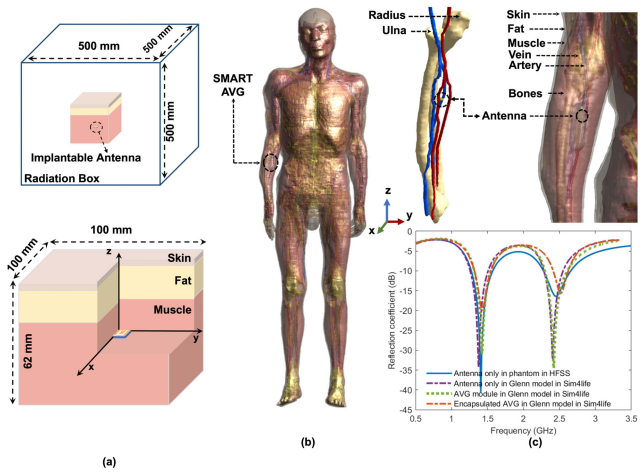 500 mm
500 mm
500 mm
Implantable Antenna
Radiation Box
100 mm
100 mm
z
Skin
Fat
Muscle
62 mm
y
x
(a)
SMART
AVG
z
y
x
(b)
Radius
Ulna
Antenna
Skin
Fat
Muscle
Vein
Artery
Bones
0
-5
-10
-15
-20
-25
-30
-35
-40
-45
Reflection coefficient (dB)
Antenna only in phantom in HFSS
Antenna only in Glenn model in Sim4life
AVG module in Glenn model in Sim4life
Encapsulated AVG in Glenn model in Sim4life
0.5 1 1.5 2 2.5 3 3.5
Frequency (GHz)
(c)